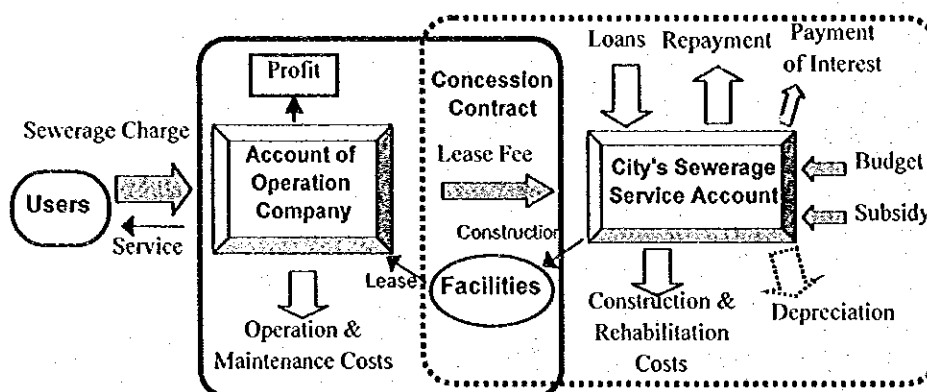 Loans
Repayment
Payment
of Interest
Profit
Concession
Contract
Sewerage Charge
Account of
Operation
Company
Lease Fee
City's Sewerage
Service Account
Budget
Users
Subsidy
Service
Construction
Lease
Facilities
Operation &
Maintenance Costs
Construction &
Rehabilitation
Costs
Depreciation